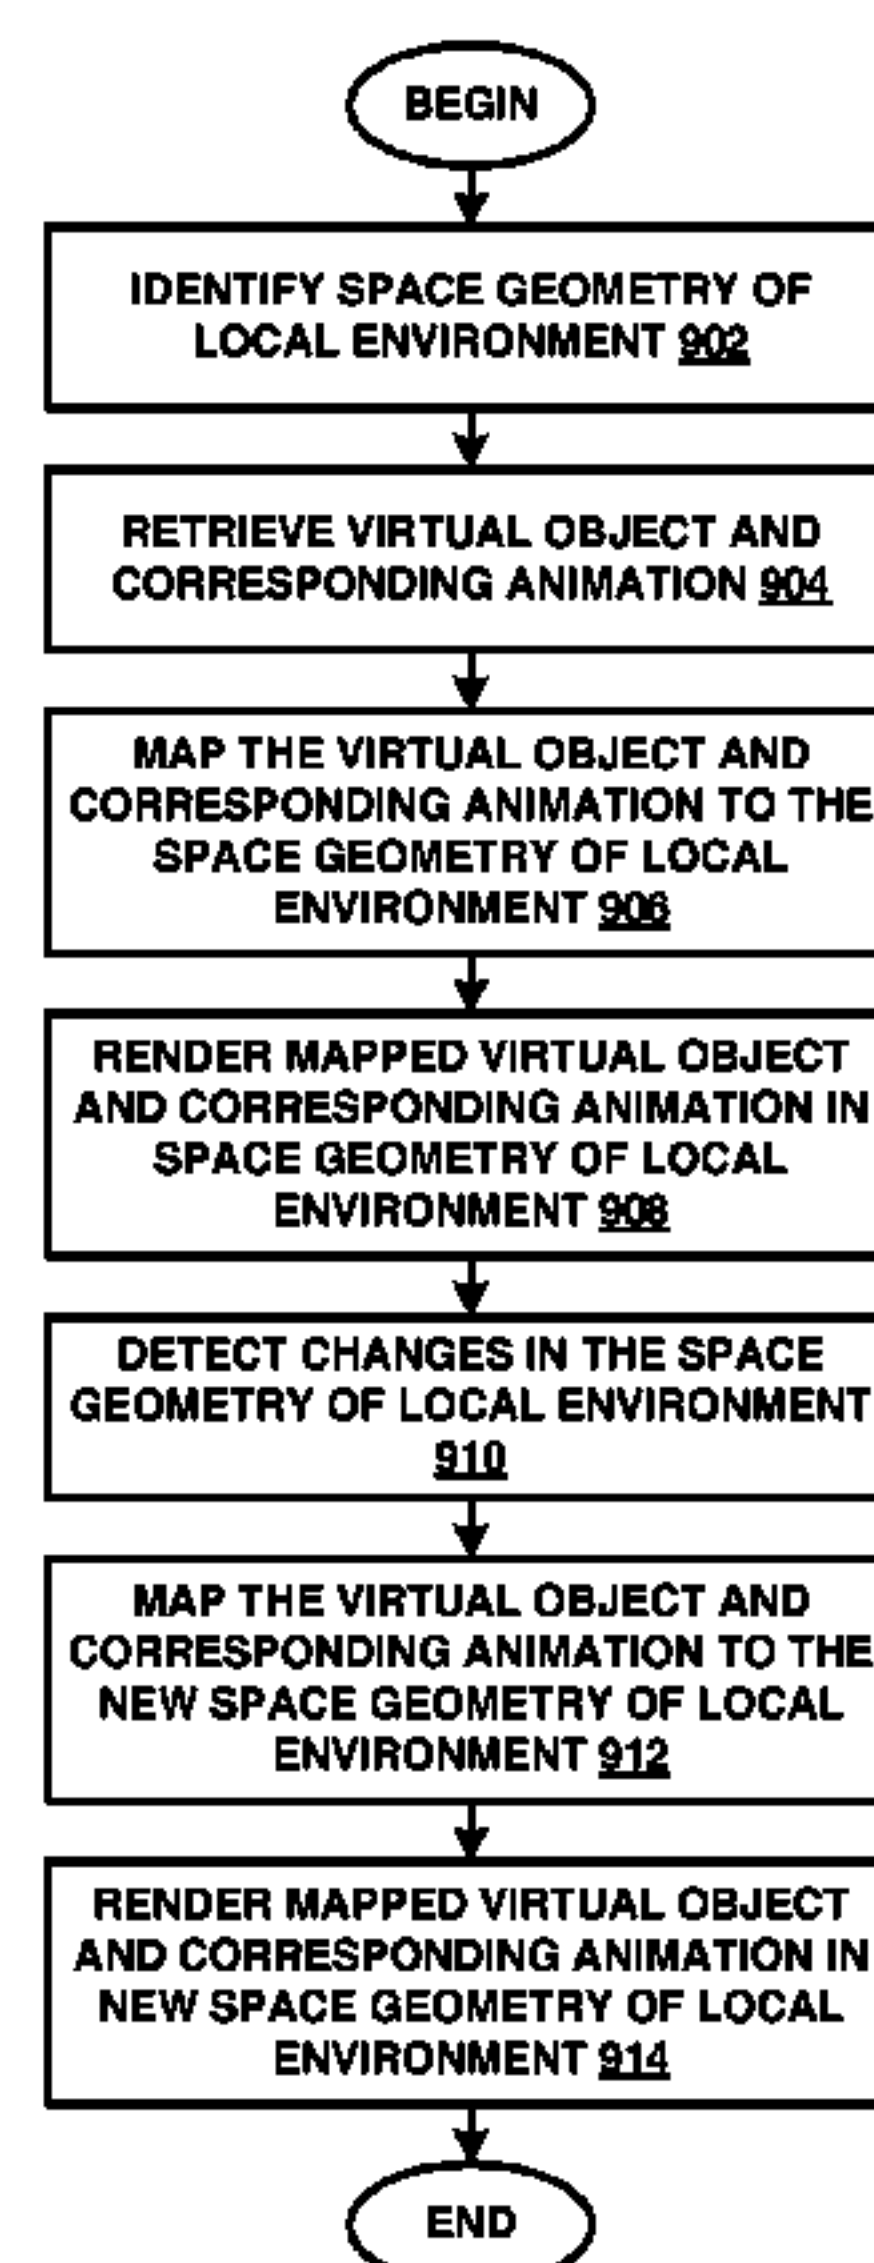 BEGIN
IDENTIFY SPACE GEOMETRY OF
LOCAL ENVIRONMENT 902
RETRIEVE VIRTUAL OBJECT AND
CORRESPONDING ANIMATION 904
MAP THE VIRTUAL OBJECT AND
CORRESPONDING ANIMATION TO THE
SPACE GEOMETRY OF LOCAL
ENVIRONMENT 906
RENDER MAPPED VIRTUAL OBJECT
AND CORRESPONDING ANIMATION IN
SPACE GEOMETRY OF LOCAL
ENVIRONMENT 908
DETECT CHANGES IN THE SPACE
GEOMETRY OF LOCAL ENVIRONMENT
910
MAP THE VIRTUAL OBJECT AND
CORRESPONDING ANIMATION TO THE
NEW SPACE GEOMETRY OF LOCAL
ENVIRONMENT 912
RENDER MAPPED VIRTUAL OBJECT
AND CORRESPONDING ANIMATION IN
NEW SPACE GEOMETRY OF LOCAL
ENVIRONMENT 914
END